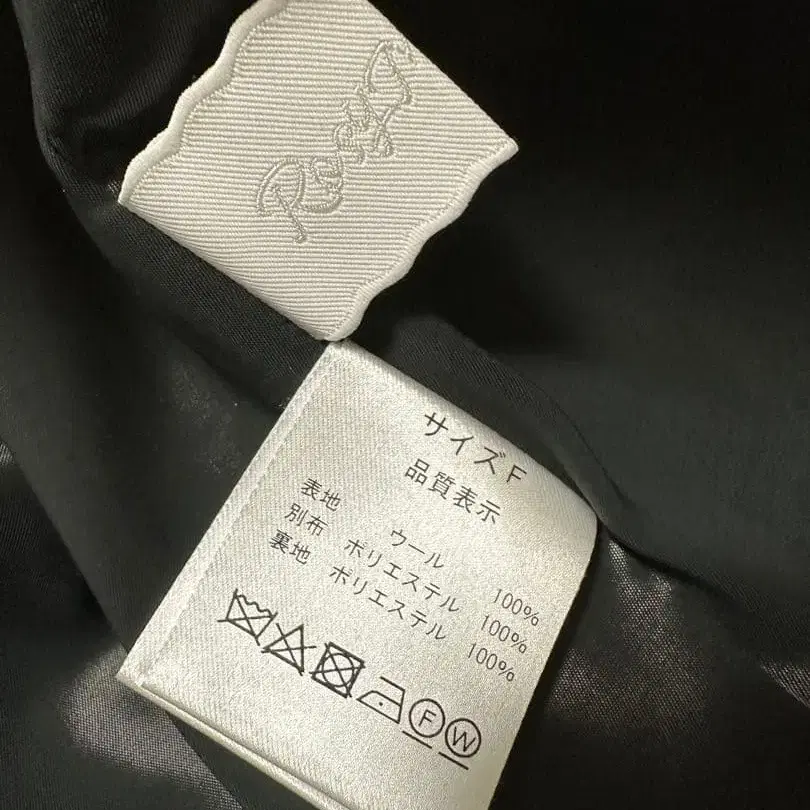 サイズ F
品質表示
表地 ウール 100%
別布 ポリエステル 100%
裏地 ポリエステル 100%
F W